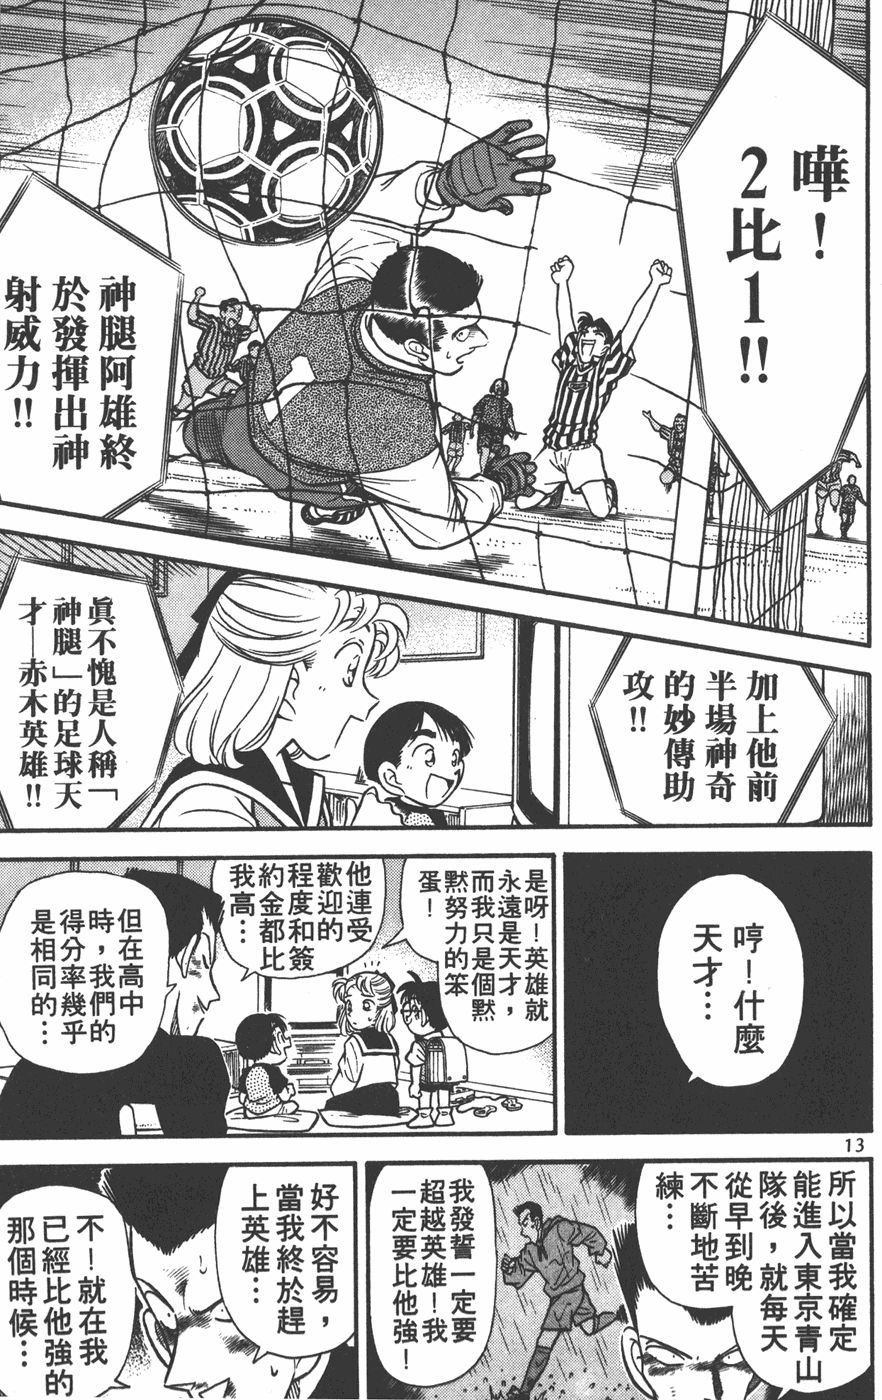 嘩！
2比1!!
神腿阿雄終
於發揮出神
射威力!!
加上他前
半場神奇
的妙傳助
攻!!
眞不愧是人稱「
神腿」的足球天
才—赤木英雄!!
哼！什麼
天才…
是呀！英雄就
永遠是天才，
而我只是個默
默努力的笨
蛋！
他連受
歡迎的
程度和簽
約金都比
我高…
但在高中
時，我們的
得分率幾乎
是相同的…
13
所以當我確定
能進入東京青山
隊後，就每天
從早到晚
不斷地苦
練…
我發誓一定要
超越英雄！我
一定要比他強！
好不容易，
當我終於趕
上英雄…
不！就在我
已經比他強的
那個時候…